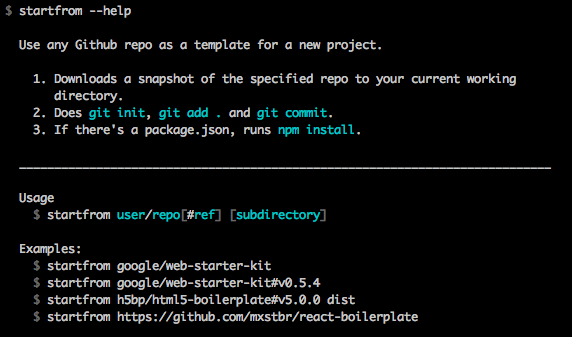 $ startfrom --help
Use any Github repo as a template for a new project.
1. Downloads a snapshot of the specified repo to your current working
directory.
2. Does git init, git add . and git commit.
3. If there's a package.json, runs npm install.
Usage
$ startfrom user/repo[#ref] [subdirectory]
Examples:
$ startfrom google/web-starter-kit
$ startfrom google/web-starter-kit#v0.5.4
$ startfrom h5bp/html5-boilerplate#v5.0.0 dist
$ startfrom https://github.com/mxstbr/react-boilerplate